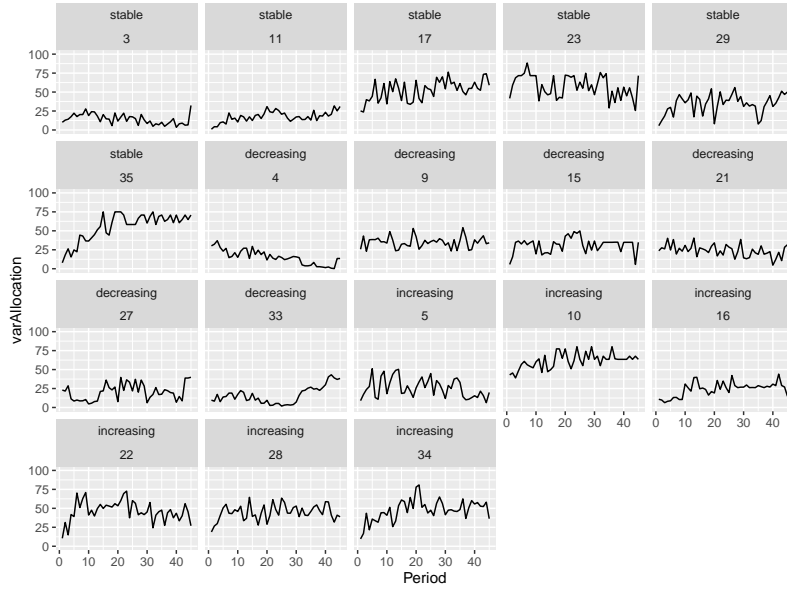 stable stable stable stable stable
3 11 17 23 29
100
75
50
25
0
stable decreasing decreasing decreasing decreasing
35 4 9 15 21
100
75
50
25
0
decreasing decreasing increasing increasing increasing
27 33 5 10 16
100
75
50
25
0
0 10 20 30 40 0 10 20 30 40
increasing increasing increasing
22 28 34
100
75
50
25
0
0 10 20 30 40 0 10 20 30 40 0 10 20 30 40
Period
varAllocation